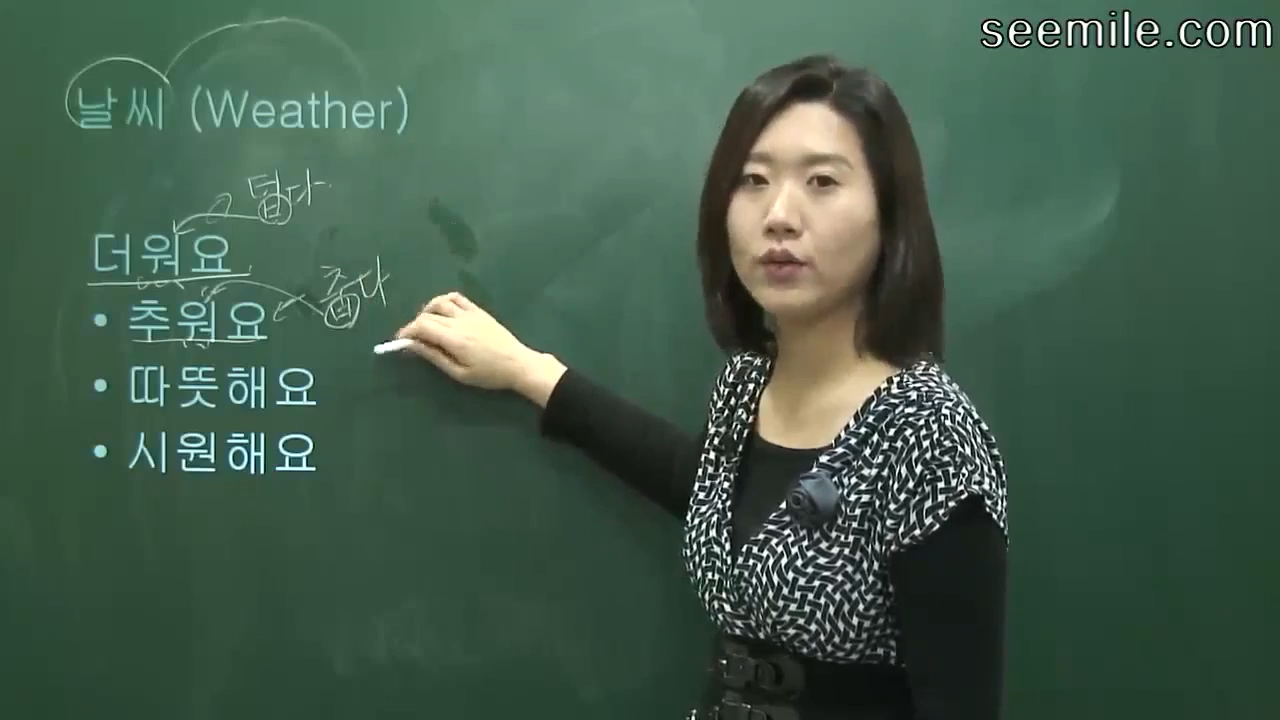 seemile.com
날씨 (Weather)
덥다
더워요
춥다
• 추워요
• 따뜻해요
• 시원해요